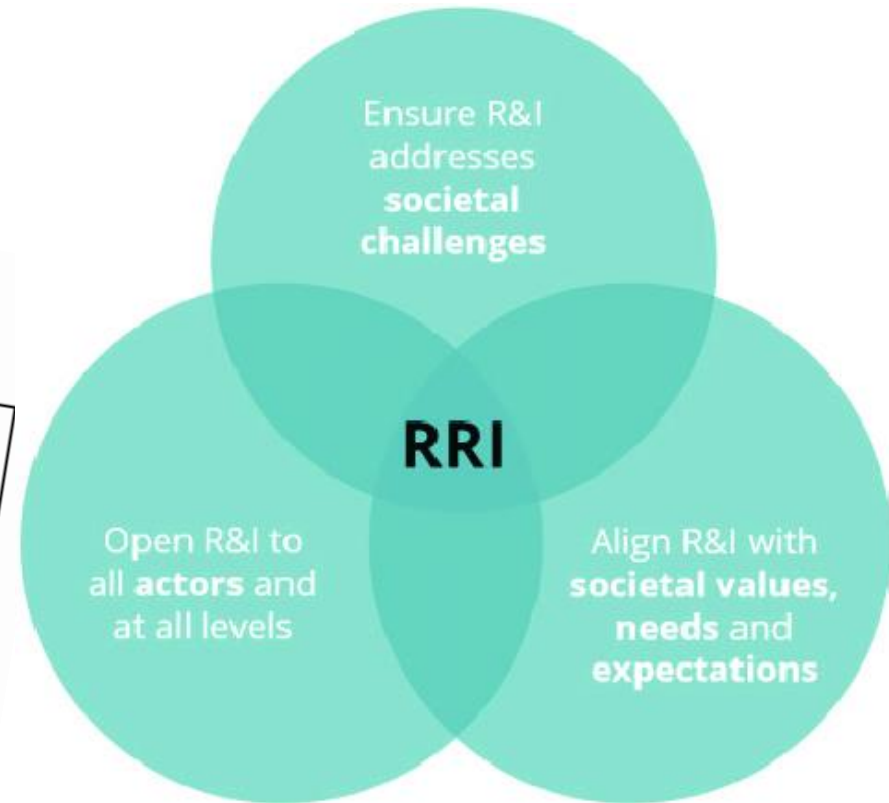 Ensure R&I
addresses
societal
challenges
RRI
Open R&I to
all actors and
at all levels
Align R&I with
societal values,
needs and
expectations